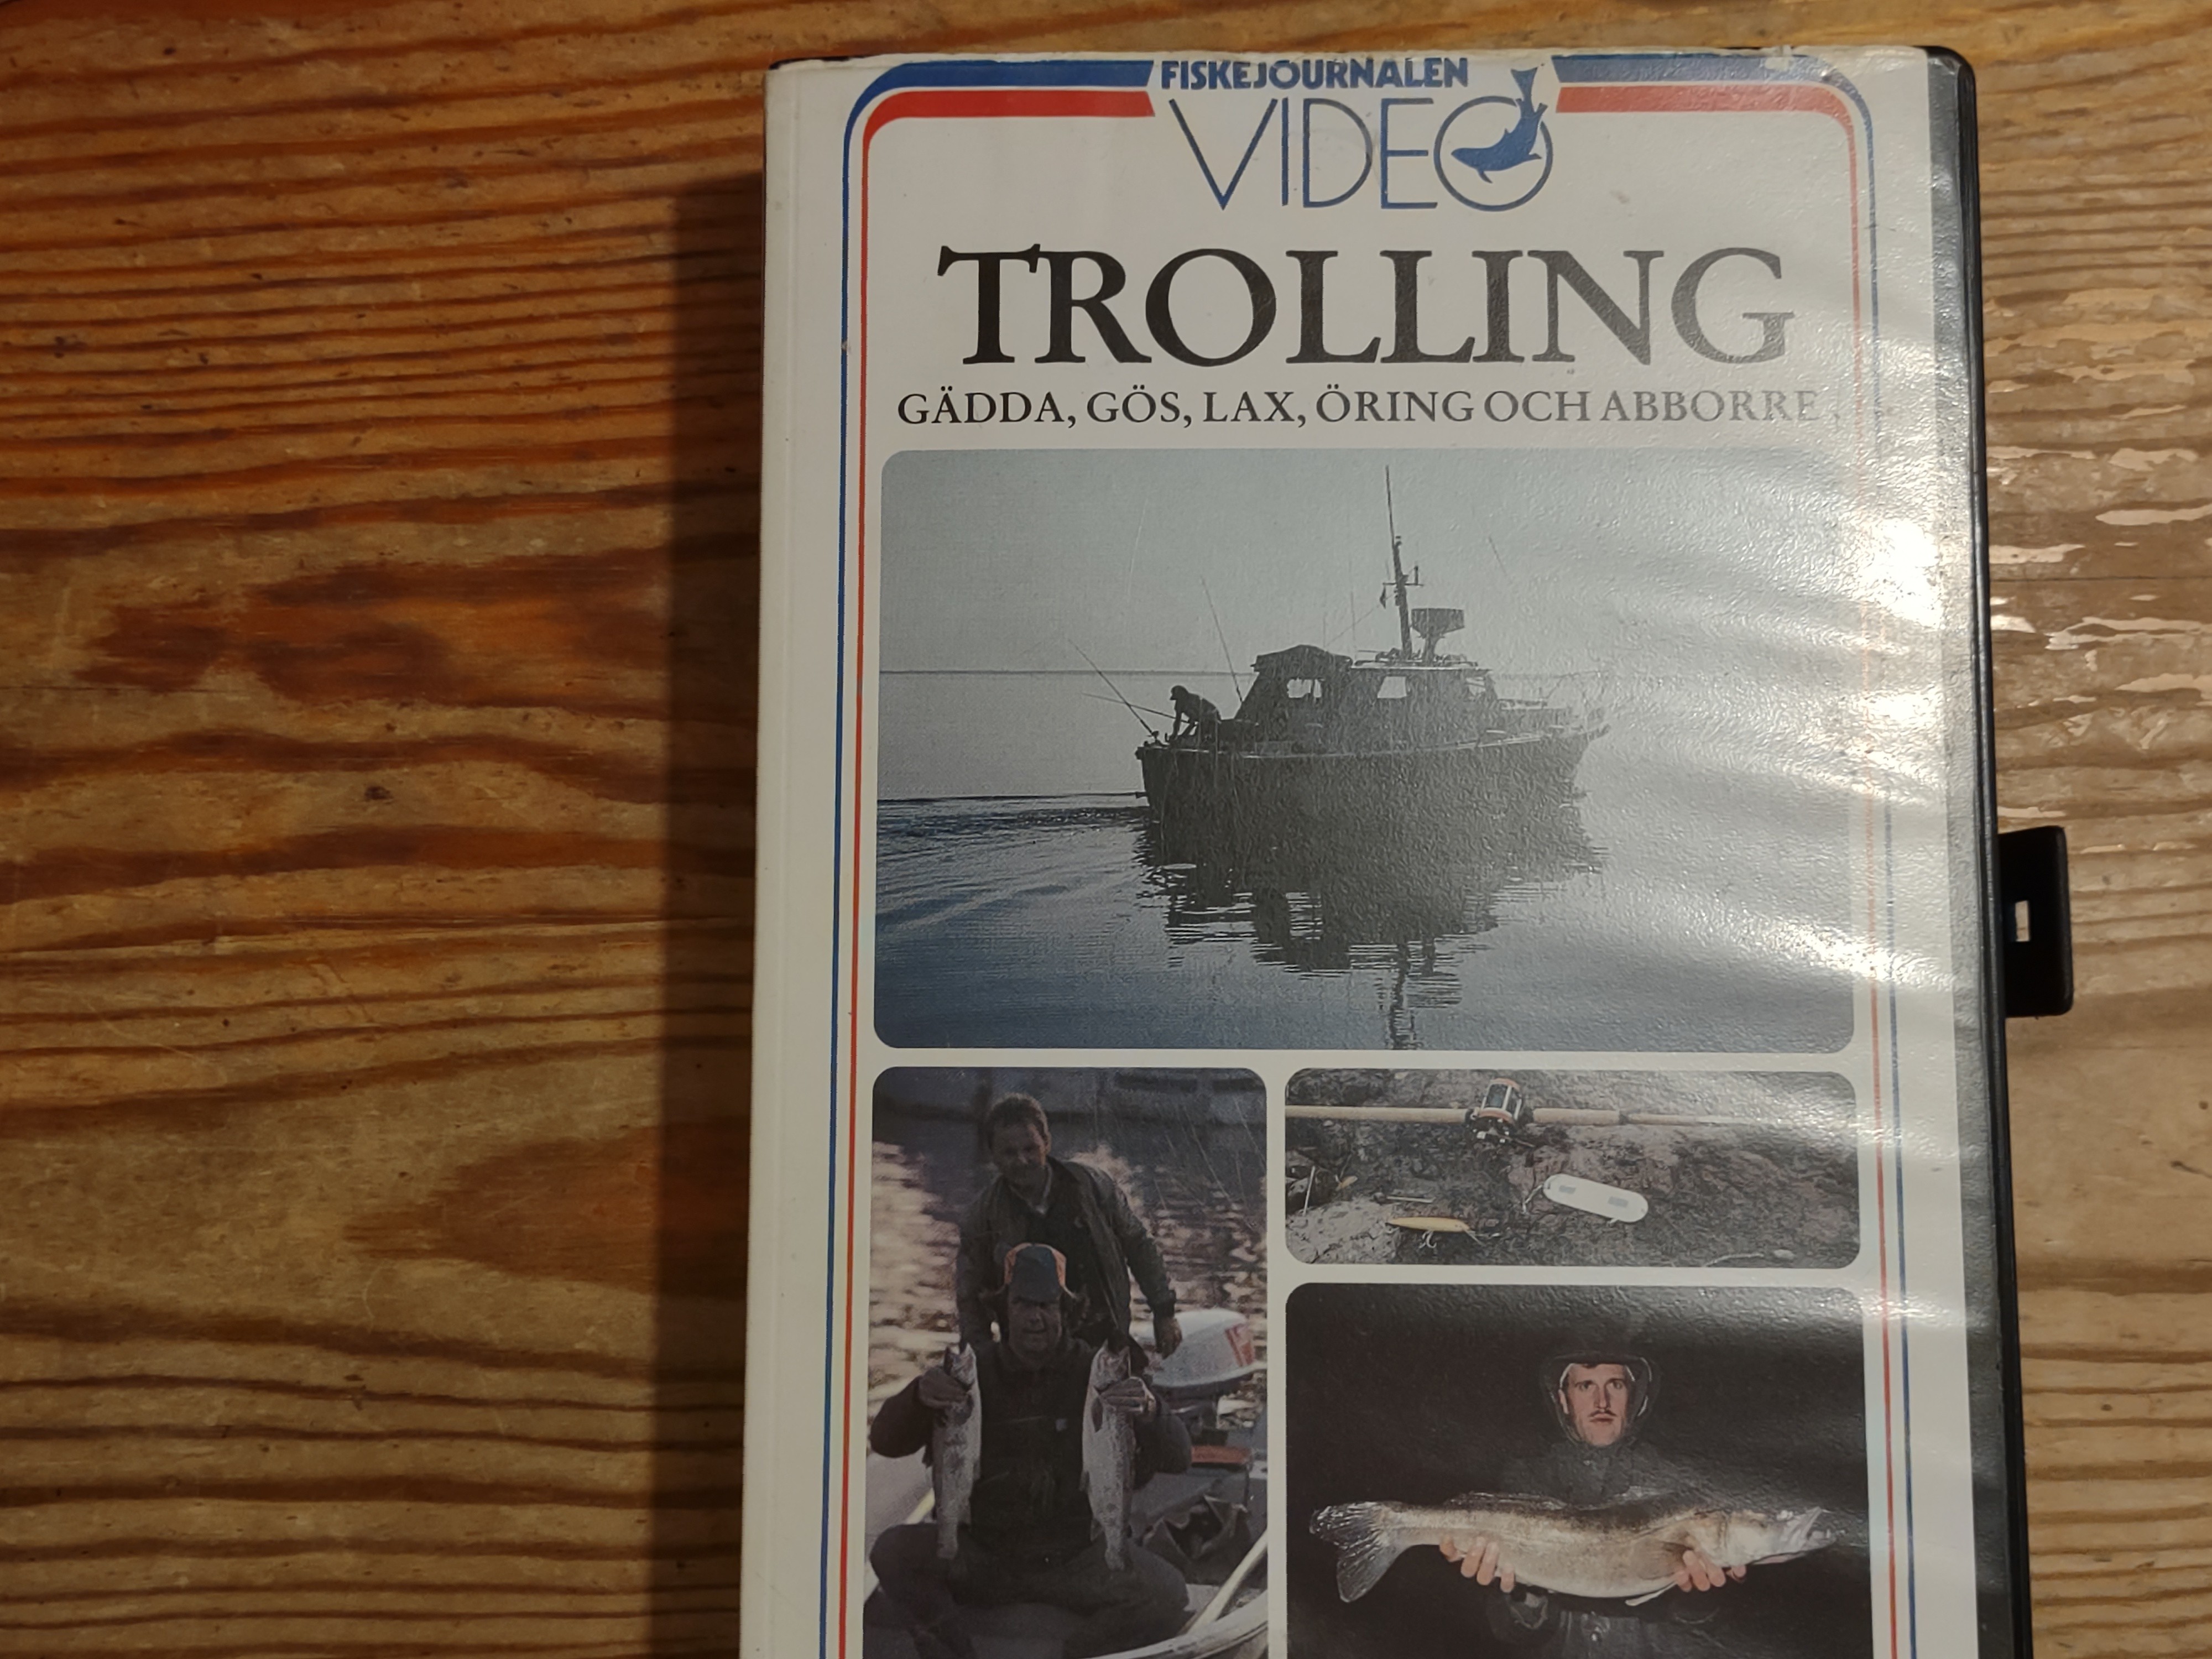 FISKEJOURNALEN
VIDEO
TROLLING
GÄDDA, GÖS, LAX, ÖRING OCH ABBORRE.